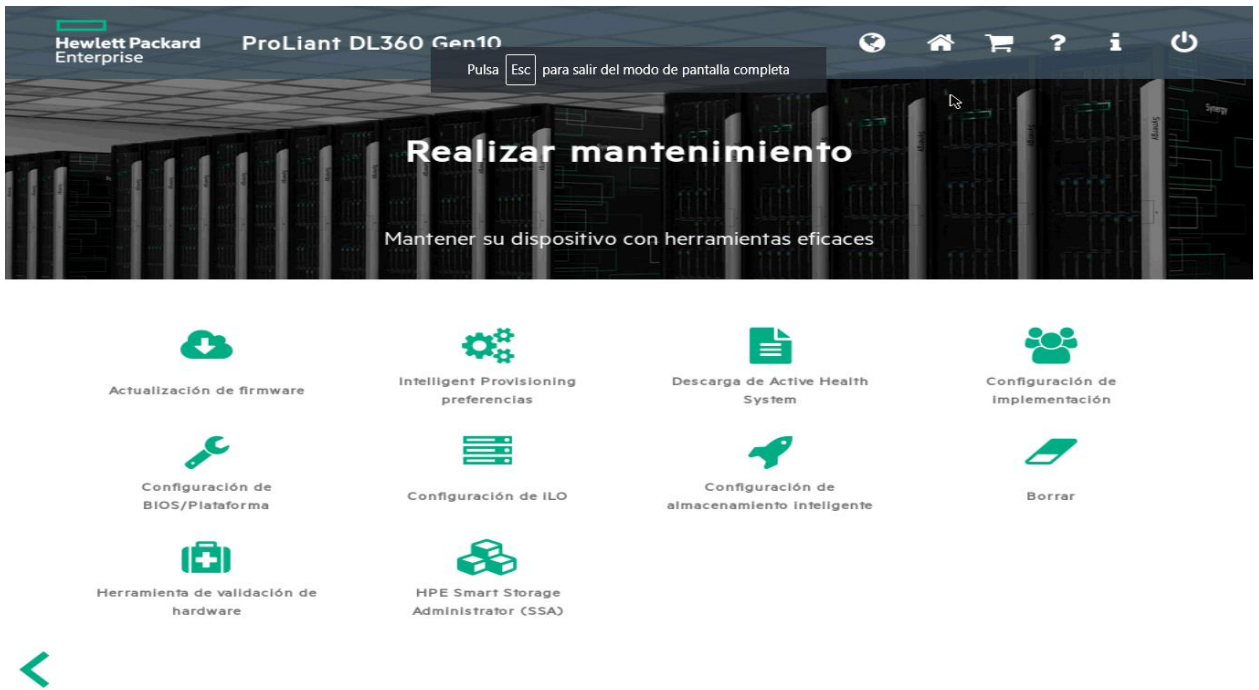 Hewlett Packard
Enterprise
ProLiant DL360 Gen10
?
i
Pulsa Esc para salir del modo de pantalla completa
Synergy
Synergy
Synergy
Realizar mantenimiento
Mantener su dispositivo con herramientas eficaces
Actualización de firmware
Intelligent Provisioning
preferencias
Descarga de Active Health
System
Configuración de
implementación
Configuración de
BIOS/Plataforma
Configuración de iLO
Configuración de
almacenamiento inteligente
Borrar
Herramienta de validación de
hardware
HPE Smart Storage
Administrator (SSA)